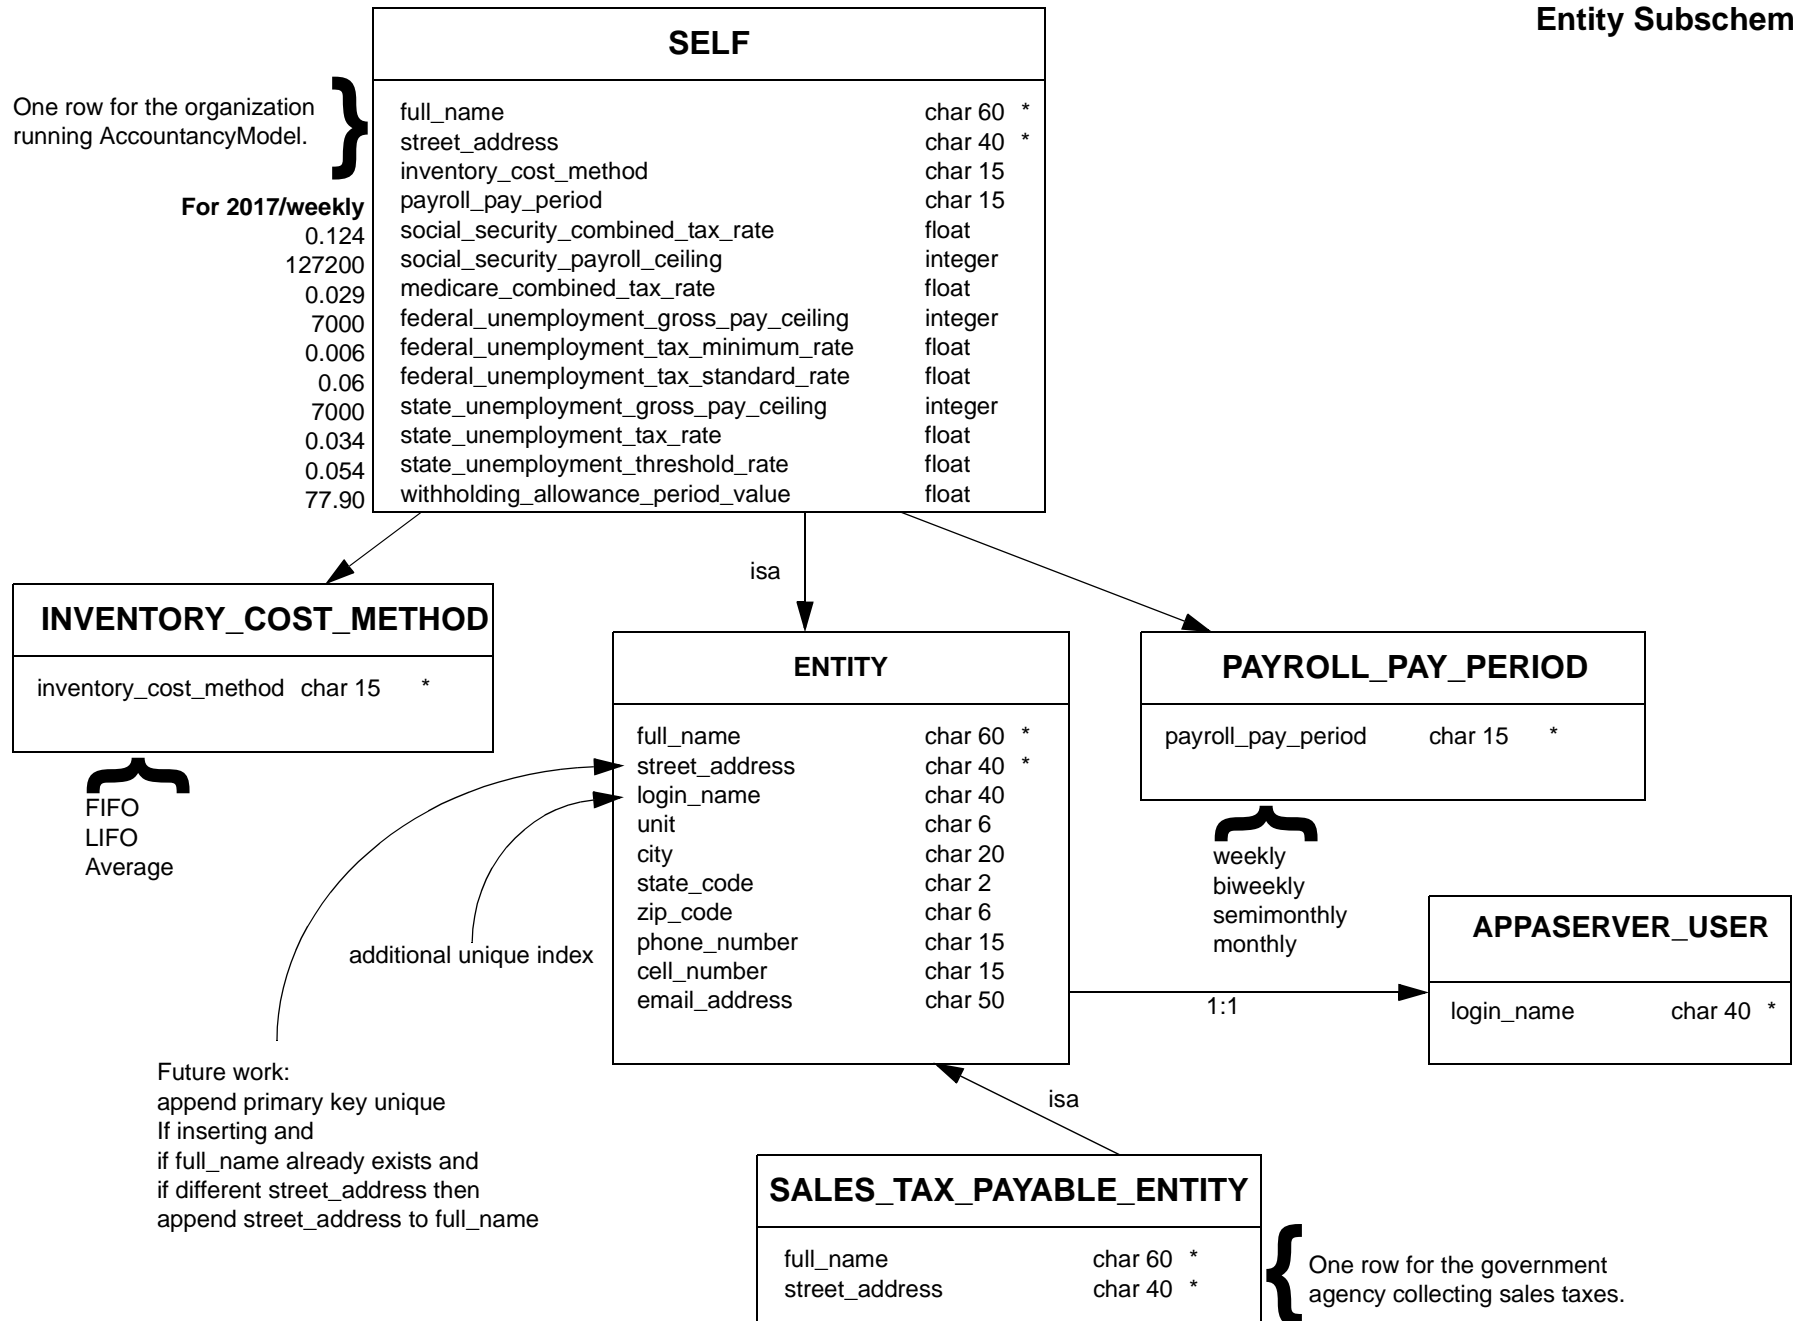 Entity Subschem
SELF
One row for the organization
running AccountancyModel.
full_name char 60 *
street_address char 40 *
inventory_cost_method char 15
For 2017/weekly payroll_pay_period char 15
0.124 social_security_combined_tax_rate float
127200 social_security_payroll_ceiling integer
0.029 medicare_combined_tax_rate float
7000 federal_unemployment_gross_pay_ceiling integer
0.006 federal_unemployment_tax_minimum_rate float
0.06 federal_unemployment_tax_standard_rate float
7000 state_unemployment_gross_pay_ceiling integer
0.034 state_unemployment_tax_rate float
0.054 state_unemployment_threshold_rate float
77.90 withholding_allowance_period_value float
isa
INVENTORY_COST_METHOD
inventory_cost_method char 15 *
FIFO
LIFO
Average
ENTITY
full_name char 60 *
street_address char 40 *
login_name char 40
unit char 6
city char 20
state_code char 2
zip_code char 6
phone_number char 15
cell_number char 15
email_address char 50
PAYROLL_PAY_PERIOD
payroll_pay_period char 15 *
weekly
biweekly
semimonthly
monthly
additional unique index
1:1
APPASERVER_USER
login_name char 40 *
Future work:
append primary key unique
If inserting and
if full_name already exists and
if different street_address then
append street_address to full_name
isa
SALES_TAX_PAYABLE_ENTITY
full_name char 60 *
street_address char 40 *
One row for the government
agency collecting sales taxes.